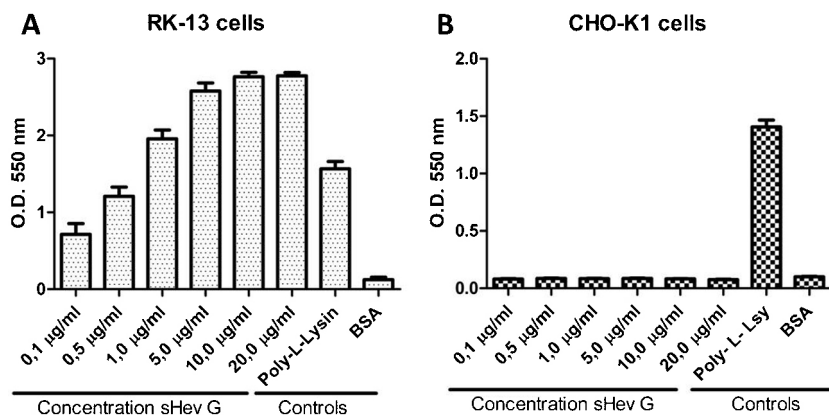 A
RK-13 cells
O.D. 550 nm
3
2
1
0
0,1 µg/ml
0,5 µg/ml
1,0 µg/ml
5,0 µg/ml
10,0 µg/ml
20,0 µg/ml
Poly-L-Lysin
BSA
Concentration sHev G
Controls
B
CHO-K1 cells
O.D. 550 nm
2.0
1.5
1.0
0.5
0.0
0,1 µg/ml
0,5 µg/ml
1,0 µg/ml
5,0 µg/ml
10,0 µg/ml
20,0 µg/ml
Poly-L- Lsy
BSA
Concentration sHev G
Controls